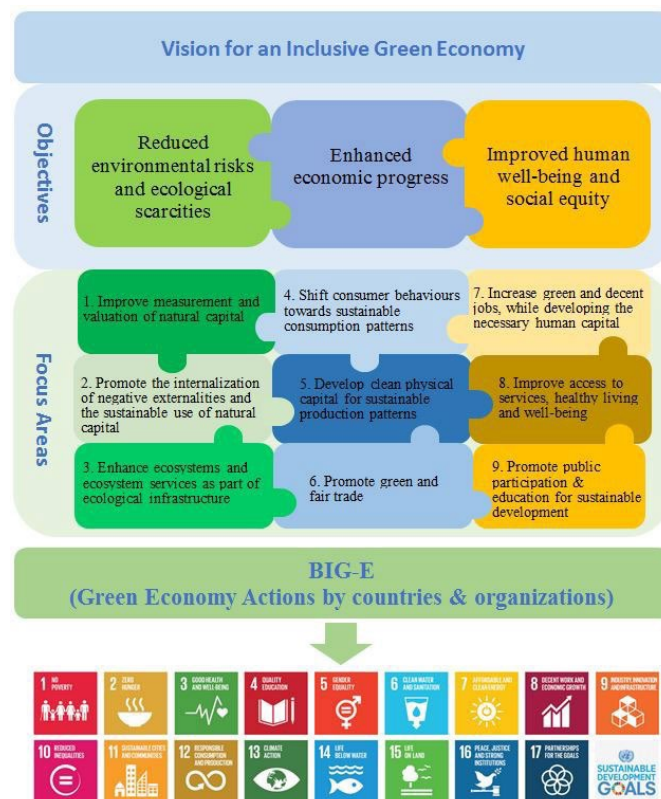 Vision for an Inclusive Green Economy
Objectives
Reduced
environmental risks
and ecological
scarcities
Enhanced
economic progress
Improved human
well-being and
social equity
Focus Areas
1. Improve measurement and
valuation of natural capital
4. Shift consumer behaviours
towards sustainable
consumption patterns
7. Increase green and decent
jobs, while developing the
necessary human capital
2. Promote the internalization
of negative externalities and
the sustainable use of natural
capital
5. Develop clean physical
capital for sustainable
production patterns
8. Improve access to
services, healthy living
and well-being
3. Enhance ecosystems and
ecosystem services as part of
ecological infrastructure
6. Promote green and
fair trade
9. Promote public
participation &
education for sustainable
development
BIG-E
(Green Economy Actions by countries & organizations)
1 NO
POVERTY
2 ZERO
HUNGER
3 GOOD HEALTH
AND WELL-BEING
4 QUALITY
EDUCATION
5 GENDER
EQUALITY
6 CLEAN WATER
AND SANITATION
7 AFFORDABLE AND
CLEAN ENERGY
8 DECENT WORK AND
ECONOMIC GROWTH
9 INDUSTRY, INNOVATION
AND INFRASTRUCTURE
10 REDUCED
INEQUALITIES
11 SUSTAINABLE CITIES
AND COMMUNITIES
12 RESPONSIBLE
CONSUMPTION
AND PRODUCTION
13 CLIMATE
ACTION
14 LIFE
BELOW WATER
15 LIFE
ON LAND
16 PEACE, JUSTICE
AND STRONG
INSTITUTIONS
17 PARTNERSHIPS
FOR THE GOALS
SUSTAINABLE
DEVELOPMENT
GOALS